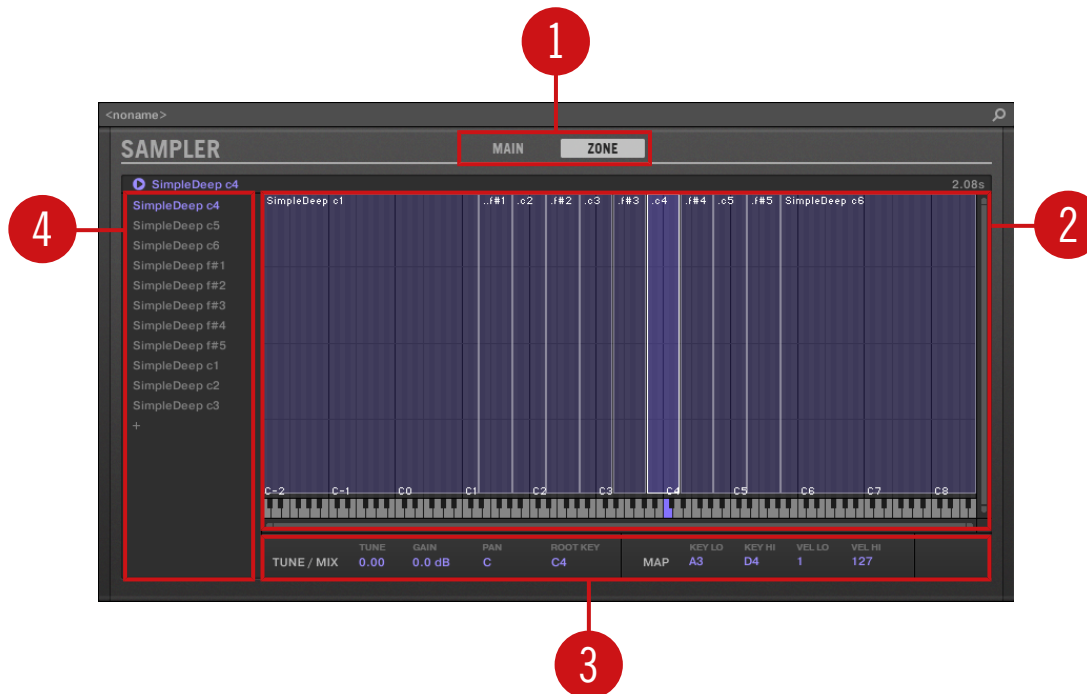 1
<noname>
SAMPLER
MAIN ZONE
SimpleDeep c4 2.08s
4
2
SimpleDeep c4
SimpleDeep c5
SimpleDeep c6
SimpleDeep f#1
SimpleDeep f#2
SimpleDeep f#3
SimpleDeep f#4
SimpleDeep f#5
SimpleDeep c1
SimpleDeep c2
SimpleDeep c3
+
SimpleDeep c1 ..f#1 .c2 .f#2 .c3 .f#3 .c4 .f#4 .c5 .f#5 SimpleDeep c6
C-2 C-1 C0 C1 C2 C3 C4 C5 C6 C7 C8
TUNE GAIN PAN ROOT KEY KEY LO KEY HI VEL LO VEL HI
TUNE / MIX 0.00 0.0 dB C C4 MAP A3 D4 1 127
3